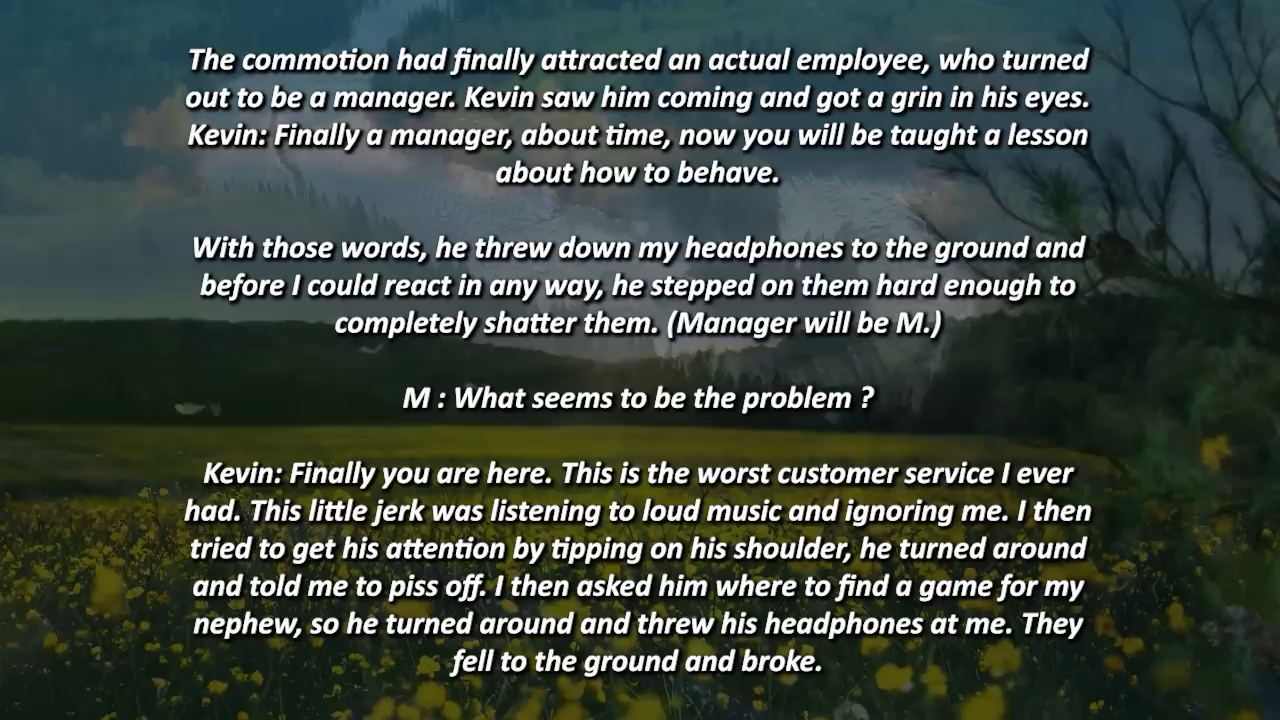 The commotion had finally attracted an actual employee, who turned
out to be a manager. Kevin saw him coming and got a grin in his eyes.
Kevin: Finally a manager, about time, now you will be taught a lesson
about how to behave.
With those words, he threw down my headphones to the ground and
before I could react in any way, he stepped on them hard enough to
completely shatter them. (Manager will be M.)
M : What seems to be the problem ?
Kevin: Finally you are here. This is the worst customer service I ever
had. This little jerk was listening to loud music and ignoring me. I then
tried to get his attention by tipping on his shoulder, he turned around
and told me to piss off. I then asked him where to find a game for my
nephew, so he turned around and threw his headphones at me. They
fell to the ground and broke.